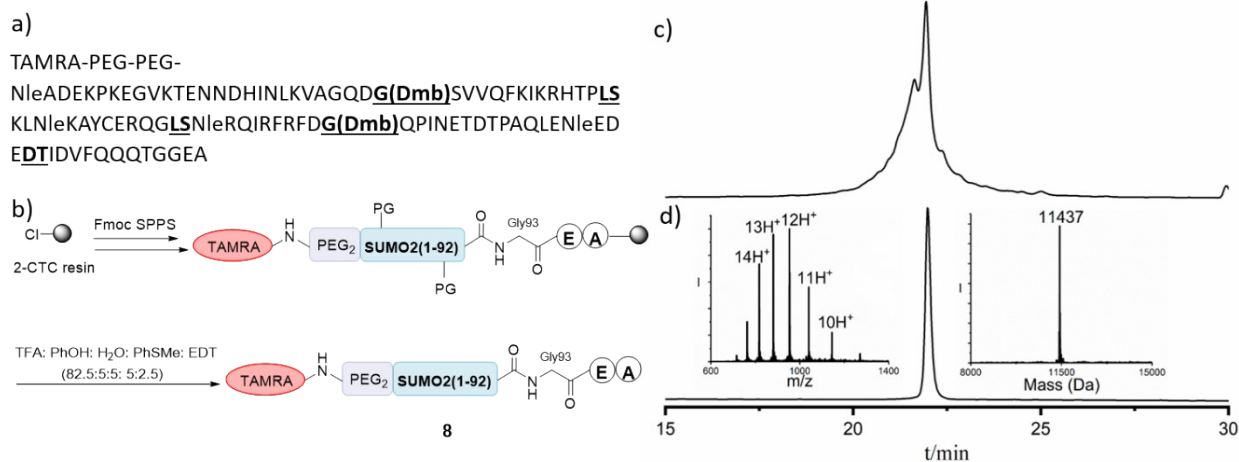 a)
TAMRA-PEG-PEG-
NleADEKPKEGVKTENNDHINLKVAGQDG(Dmb)SVVQFKIKRHTPLS
KLNleKAYCERQGLSNleRQIRFRFDG(Dmb)QPINETDTPAQLENleED
EDTIDVFQQQTGGEA
b)
Cl
2-CTC resin
Fmoc SPPS
TAMRA
H
N
PEG2
PG
SUMO2(1-92)
PG
O
N
H
Gly93
O
E
A
TFA: PhOH: H2O: PhSMe: EDT
(82.5:5:5: 5:2.5)
TAMRA
H
N
PEG2
SUMO2(1-92)
O
N
H
Gly93
O
E
A
8
c)
d)
14H+
13H+
12H+
11H+
10H+
I
600
1000
1400
m/z
11437
I
8000
11500
15000
Mass (Da)
15
20
25
30
t/min